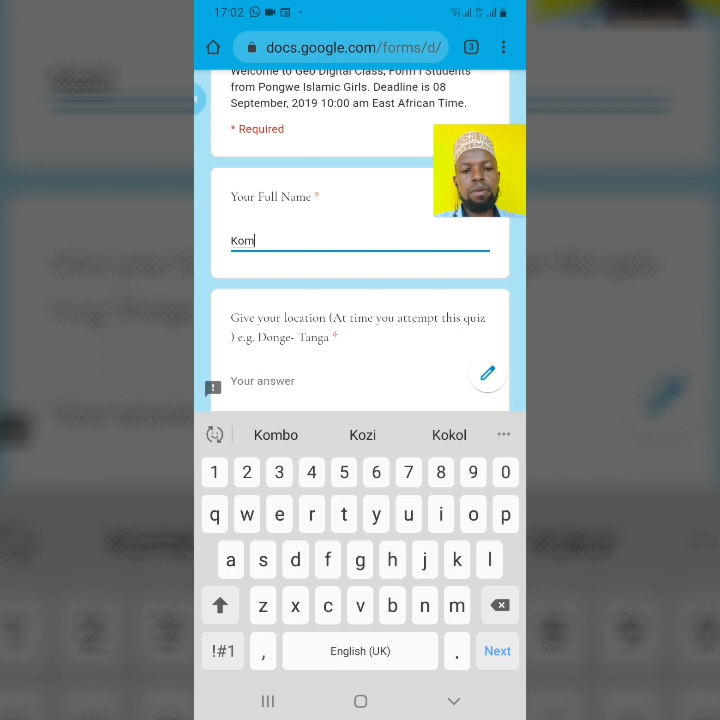 17:02
docs.google.com/forms/d/
3
Welcome to Geo Digital Class, Form I Students
from Pongwe Islamic Girls. Deadline is 08
September, 2019 10:00 am East African Time.
* Required
Your Full Name *
Kom
Give your location (At time you attempt this quiz
) e.g. Donge- Tanga *
Your answer
Kombo Kozi Kokol
1 2 3 4 5 6 7 8 9 0
q w e r t y u i o p
a s d f g h j k l
z x c v b n m
!#1 , English (UK) . Next